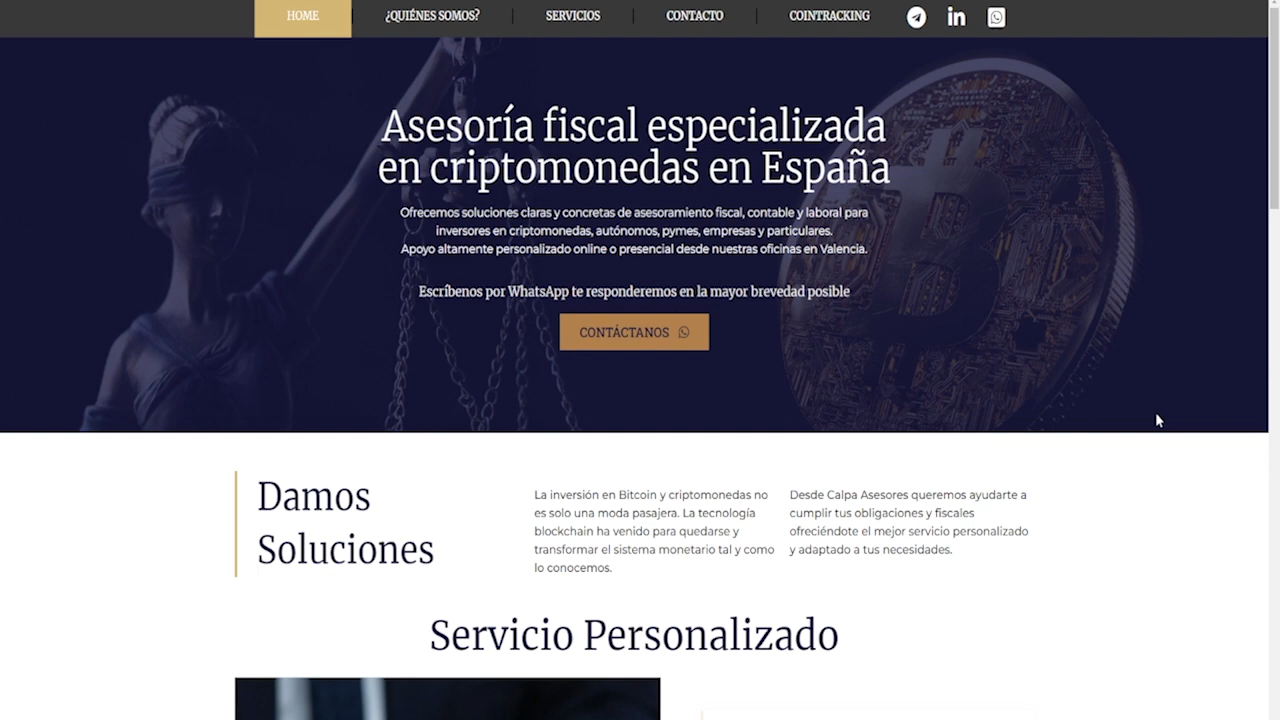 HOME
¿QUIÉNES SOMOS?
SERVICIOS
CONTACTO
COINTRACKING
Asesoría fiscal especializada
en criptomonedas en España
Ofrecemos soluciones claras y concretas de asesoramiento fiscal, contable y laboral para
inversores en criptomonedas, autónomos, pymes, empresas y particulares.
Apoyo altamente personalizado online o presencial desde nuestras oficinas en Valencia.
Escríbenos por WhatsApp te responderemos en la mayor brevedad posible
CONTÁCTANOS
Damos
Soluciones
La inversión en Bitcoin y criptomonedas no
es solo una moda pasajera. La tecnología
blockchain ha venido para quedarse y
transformar el sistema monetario tal y como
lo conocemos.
Desde Calpa Asesores queremos ayudarte a
cumplir tus obligaciones y fiscales
ofreciéndote el mejor servicio personalizado
y adaptado a tus necesidades.
Servicio Personalizado